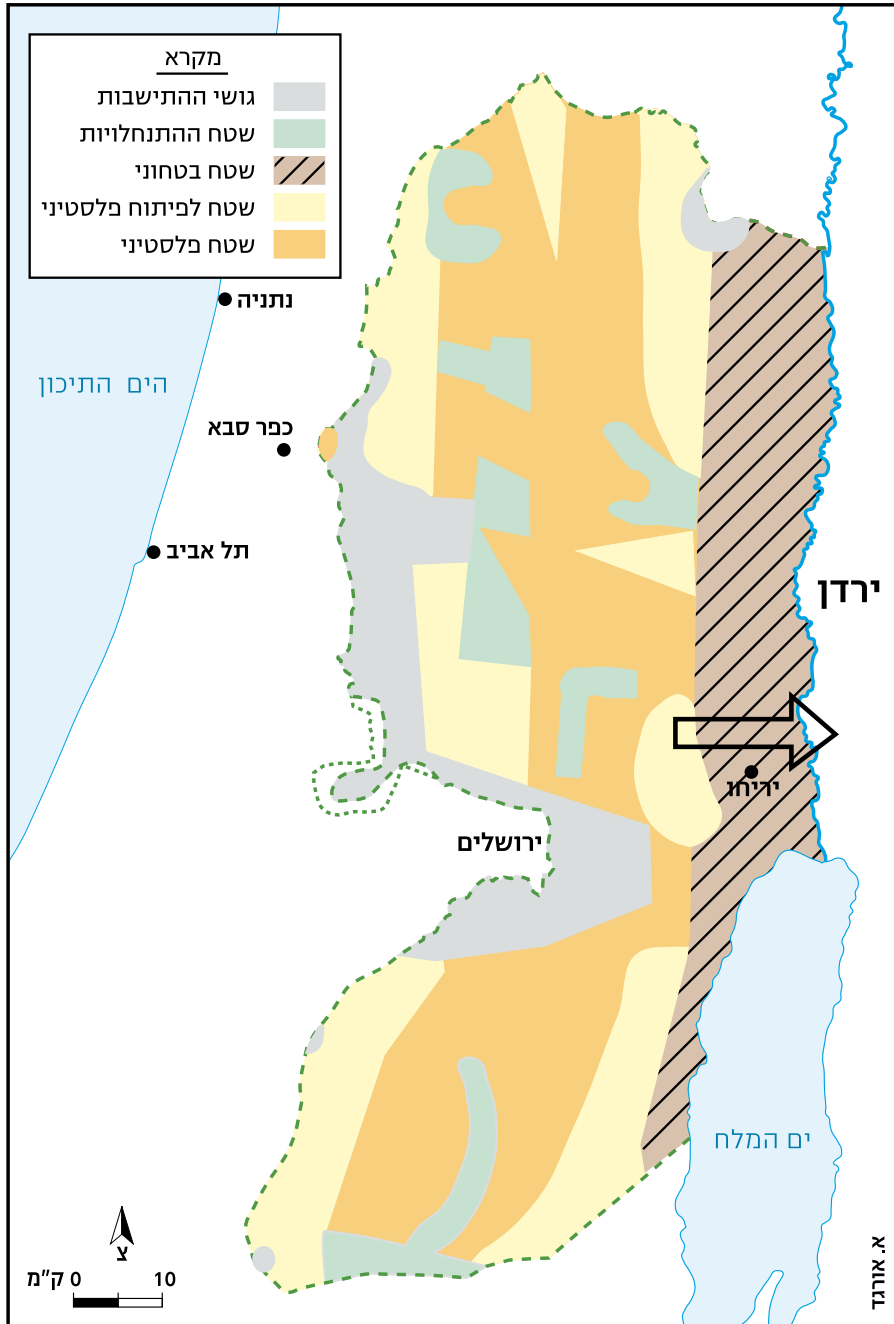 מקרא
גושי ההתישבות
שטח ההתנחלויות
שטח בטחוני
שטח לפיתוח פלסטיני
שטח פלסטיני
נתניה
הים התיכון
כפר סבא
תל אביב
ירדן
יריחו
ירושלים
ים המלח
צ
ק"מ 0 10
א. אורגד